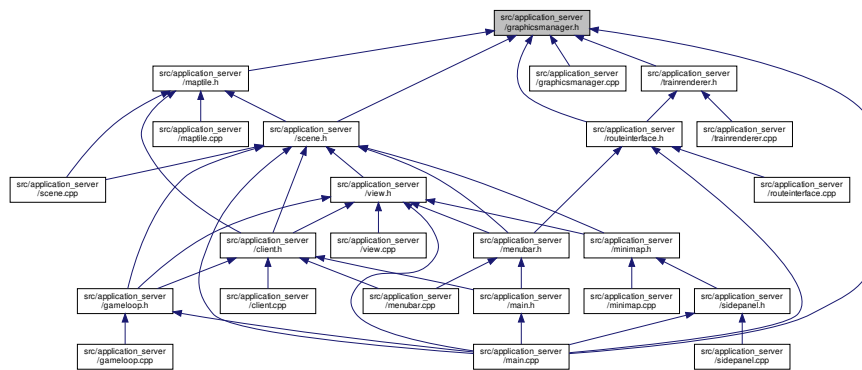 src/application_server
/graphicsmanager.h
src/application_server
/maptile.h
src/application_server
/graphicsmanager.cpp
src/application_server
/trainrenderer.h
src/application_server
/maptile.cpp
src/application_server
/scene.h
src/application_server
/routeinterface.h
src/application_server
/trainrenderer.cpp
src/application_server
/scene.cpp
src/application_server
/view.h
src/application_server
/routeinterface.cpp
src/application_server
/client.h
src/application_server
/view.cpp
src/application_server
/menubar.h
src/application_server
/minimap.h
src/application_server
/gameloop.h
src/application_server
/client.cpp
src/application_server
/menubar.cpp
src/application_server
/main.h
src/application_server
/minimap.cpp
src/application_server
/sidepanel.h
src/application_server
/gameloop.cpp
src/application_server
/main.cpp
src/application_server
/sidepanel.cpp